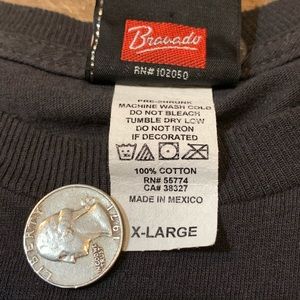 Bravado
RN# 102050
PRE-SHRUNK
MACHINE WASH COLD
DO NOT BLEACH
TUMBLE DRY LOW
DO NOT IRON
IF DECORATED
100% COTTON
RN# 55774
CA# 38327
MADE IN MEXICO
X-LARGE
LIBERTY